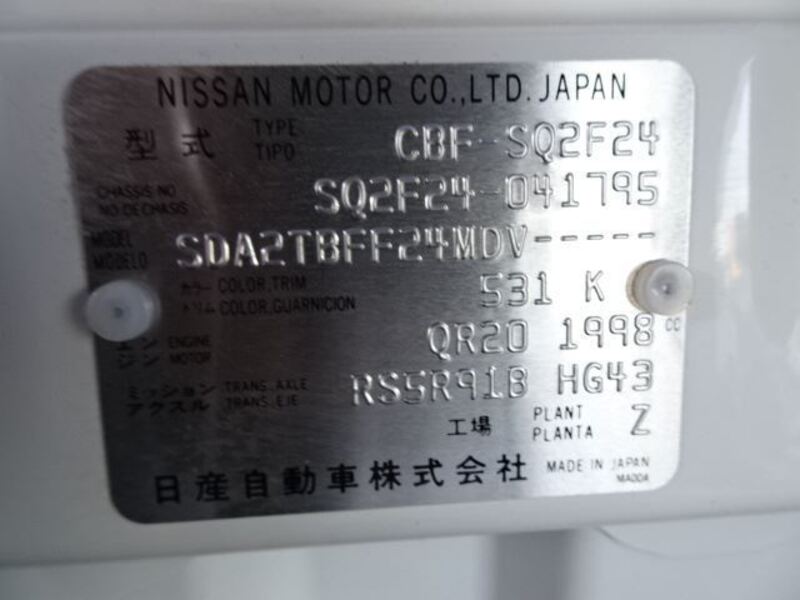 NISSAN MOTOR CO.,LTD. JAPAN
型式 TYPE TIPO CBF-SQ2F24
CHASSIS NO NO.DE CHASIS SQ2F24-041795
MODEL MODELO SDA2TBFF24MDV-----
カラー COLOR,TRIM 531 K
トリム COLOR,GUARNICION
エンジン ENGINE MOTOR QR20 1998 CC
ミッション TRANS.AXLE RS5R91B HG43
アクスル TRANS.EJE
工場 PLANT PLANTA Z
日産自動車株式会社 MADE IN JAPAN